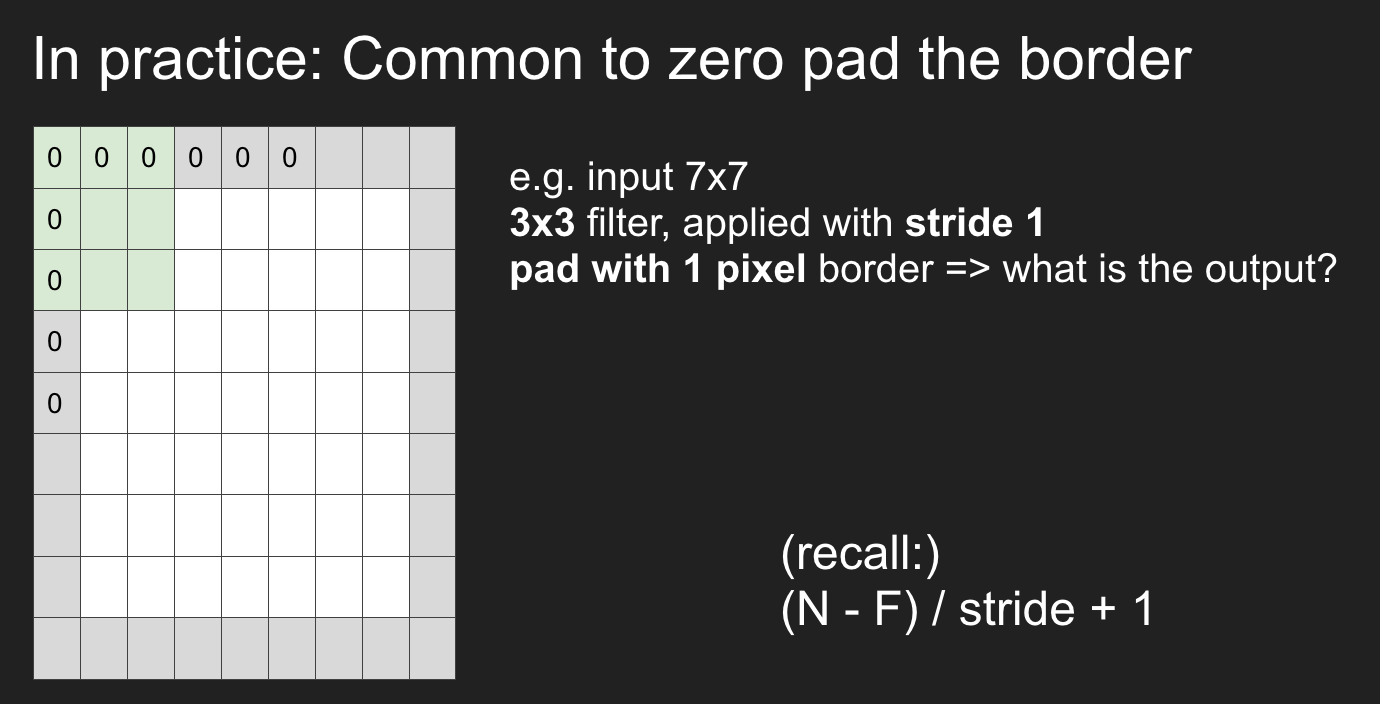 In practice: Common to zero pad the border
0 0 0 0 0 0
0
0
0
0
e.g. input 7x7
3x3 filter, applied with stride 1
pad with 1 pixel border => what is the output?
(recall:)
(N - F) / stride + 1